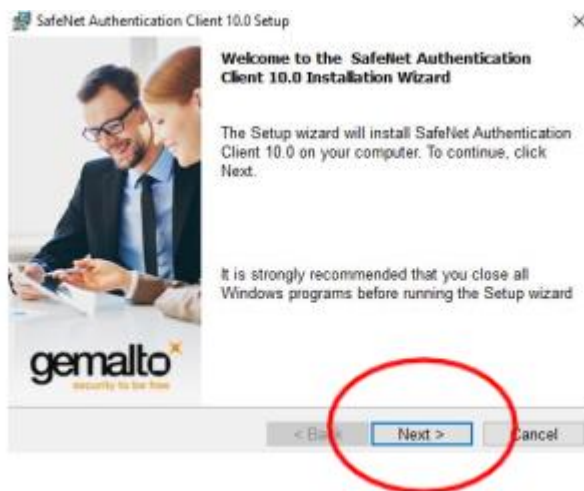 SafeNet Authentication Client 10.0 Setup
Welcome to the SafeNet Authentication
Client 10.0 Installation Wizard
The Setup wizard will install SafeNet Authentication
Client 10.0 on your computer. To continue, click
Next.
It is strongly recommended that you close all
Windows programs before running the Setup wizard
gemalto
security to be free
< Back
Next >
Cancel